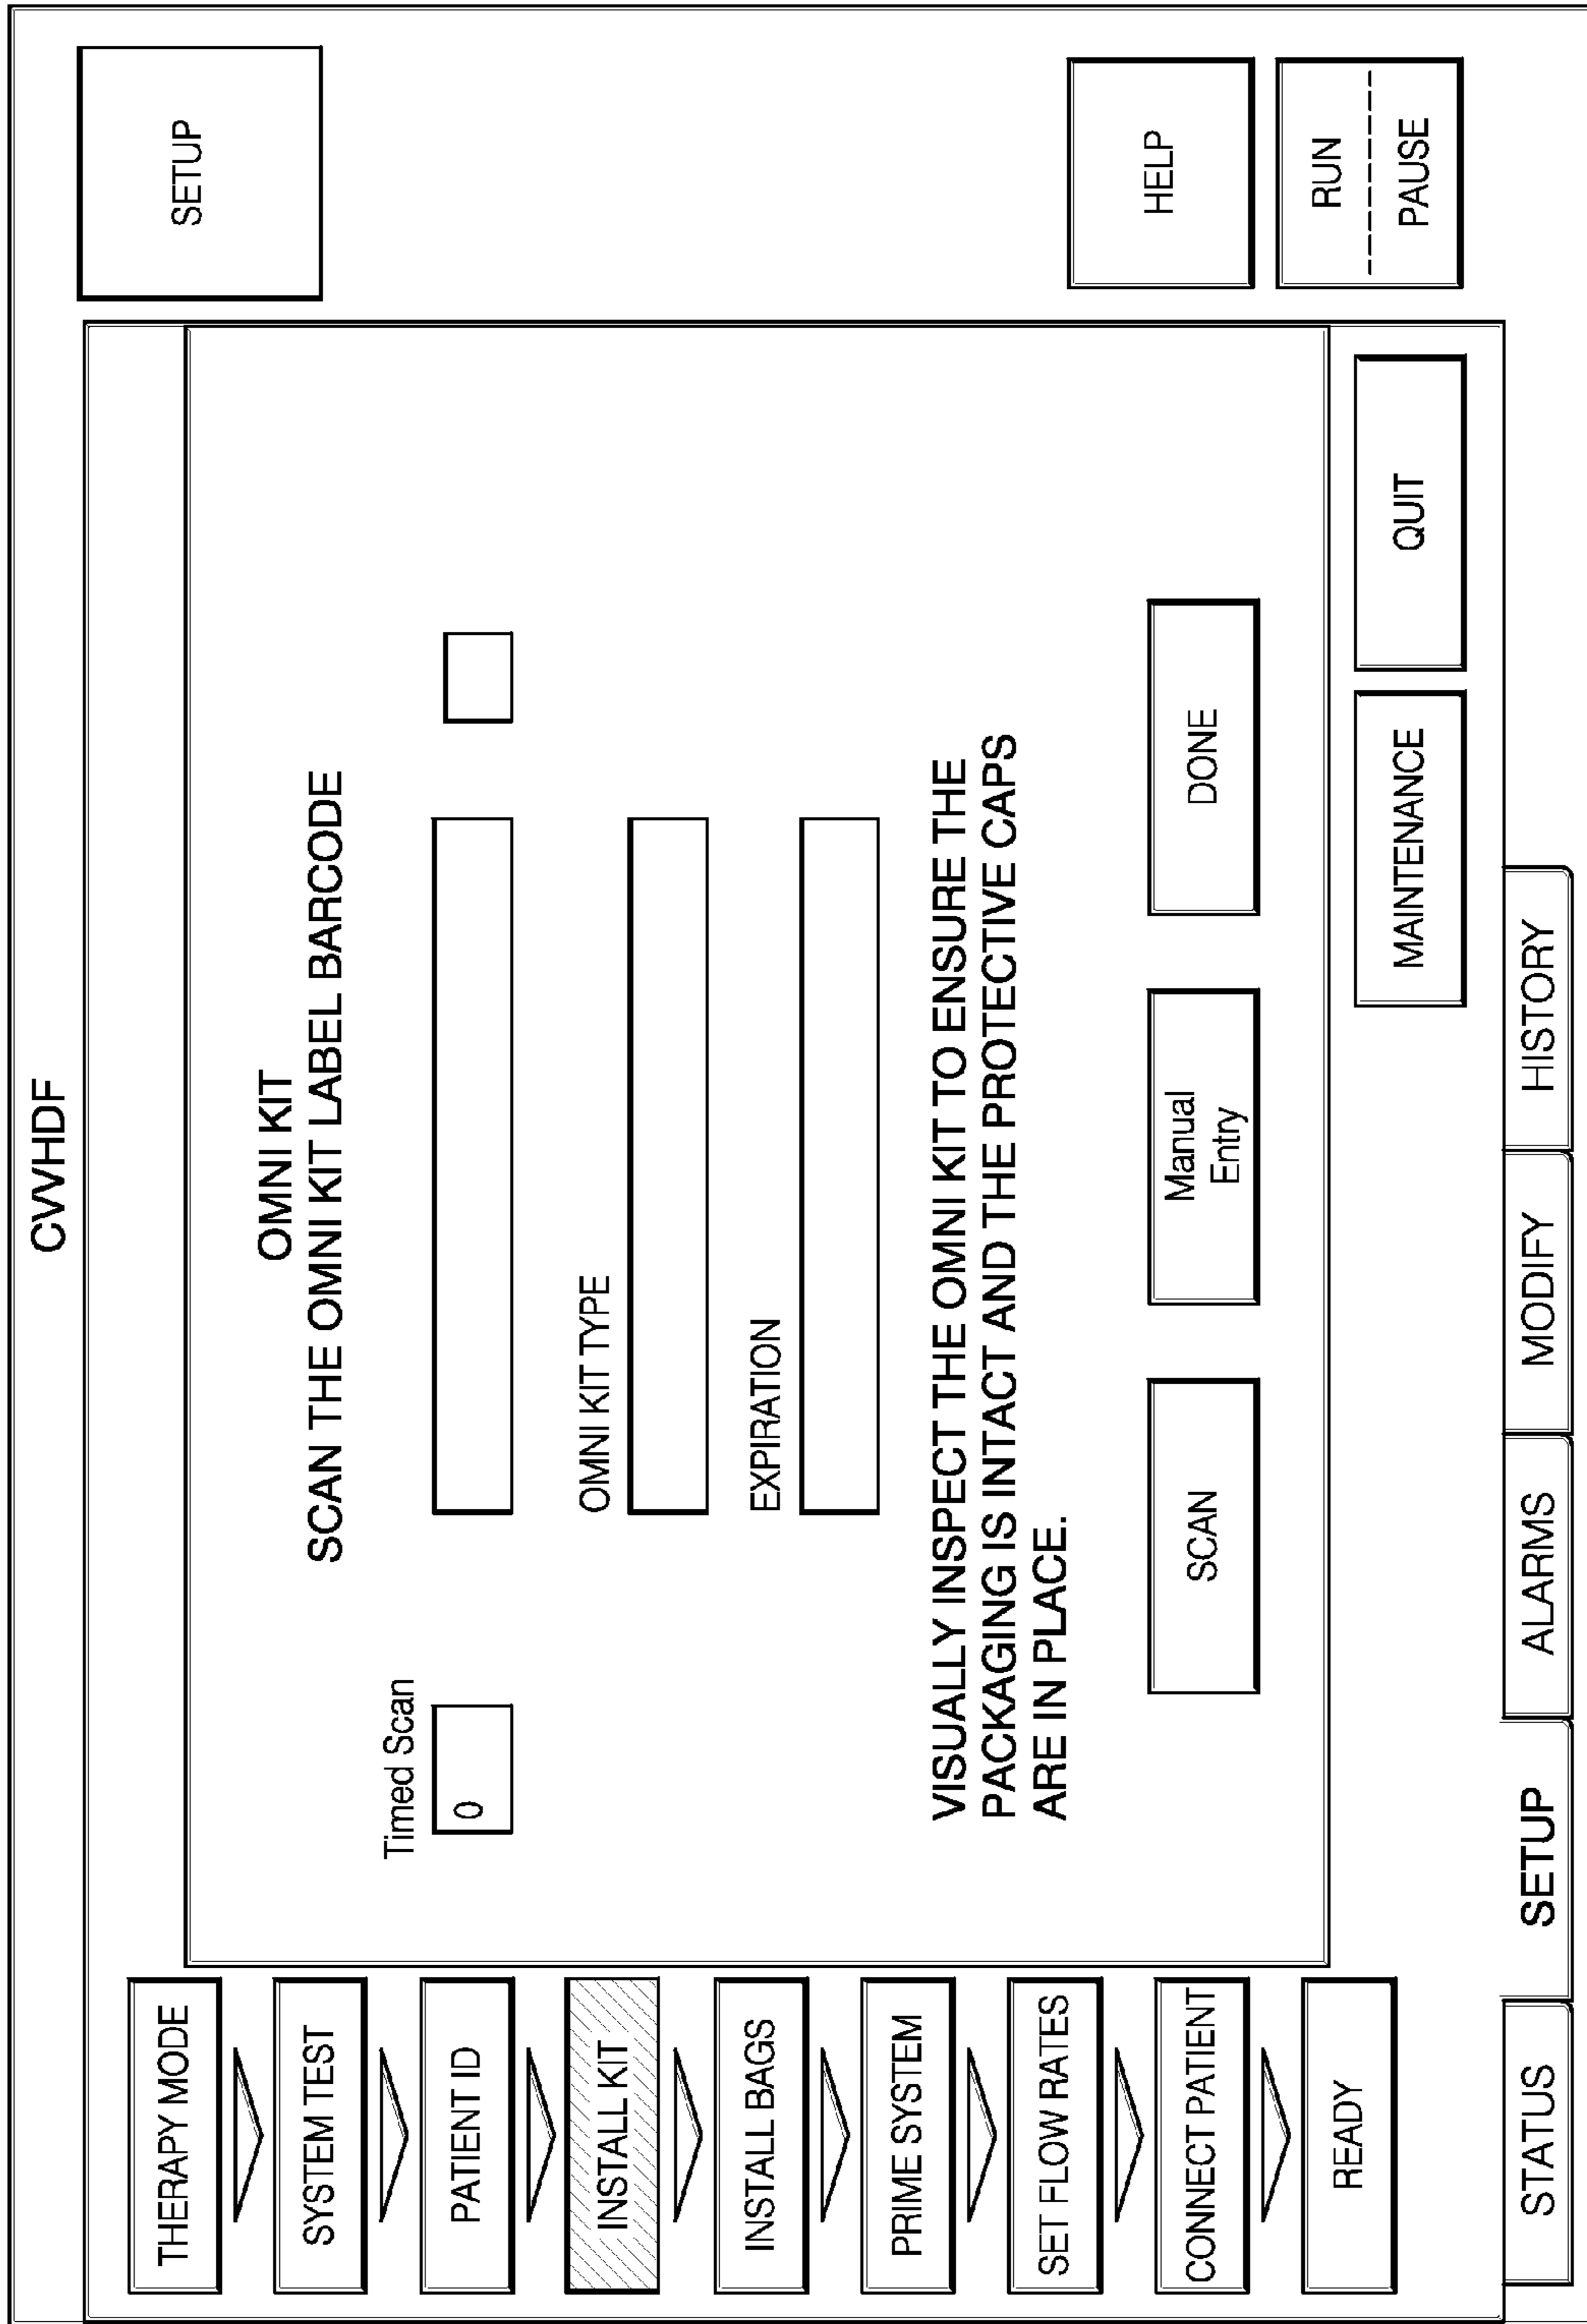 CVVHDF
SETUP
THERAPY MODE
SYSTEM TEST
PATIENT ID
INSTALL KIT
INSTALL BAGS
PRIME SYSTEM
SET FLOW RATES
CONNECT PATIENT
READY
OMNI KIT
SCAN THE OMNI KIT LABEL BARCODE
Timed Scan
0
OMNI KIT TYPE
EXPIRATION
VISUALLY INSPECT THE OMNI KIT TO ENSURE THE
PACKAGING IS INTACT AND THE PROTECTIVE CAPS
ARE IN PLACE.
SCAN
Manual
Entry
DONE
HELP
RUN
PAUSE
MAINTENANCE
QUIT
STATUS
SETUP
ALARMS
MODIFY
HISTORY